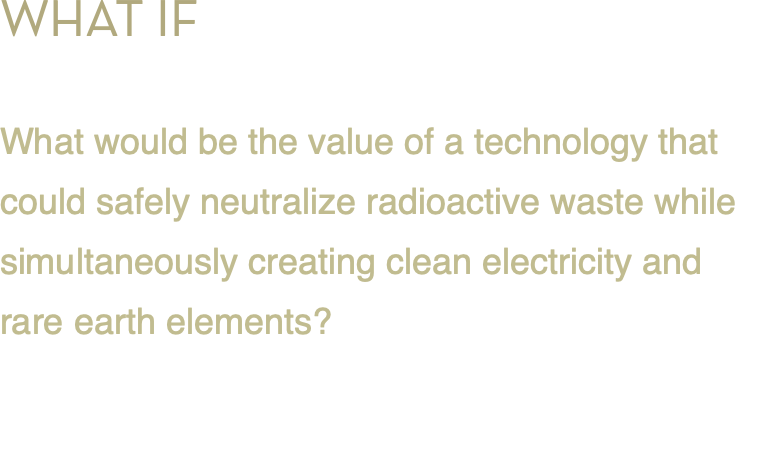 WHAT IF
What would be the value of a technology that
could safely neutralize radioactive waste while
simultaneously creating clean electricity and
rare earth elements?